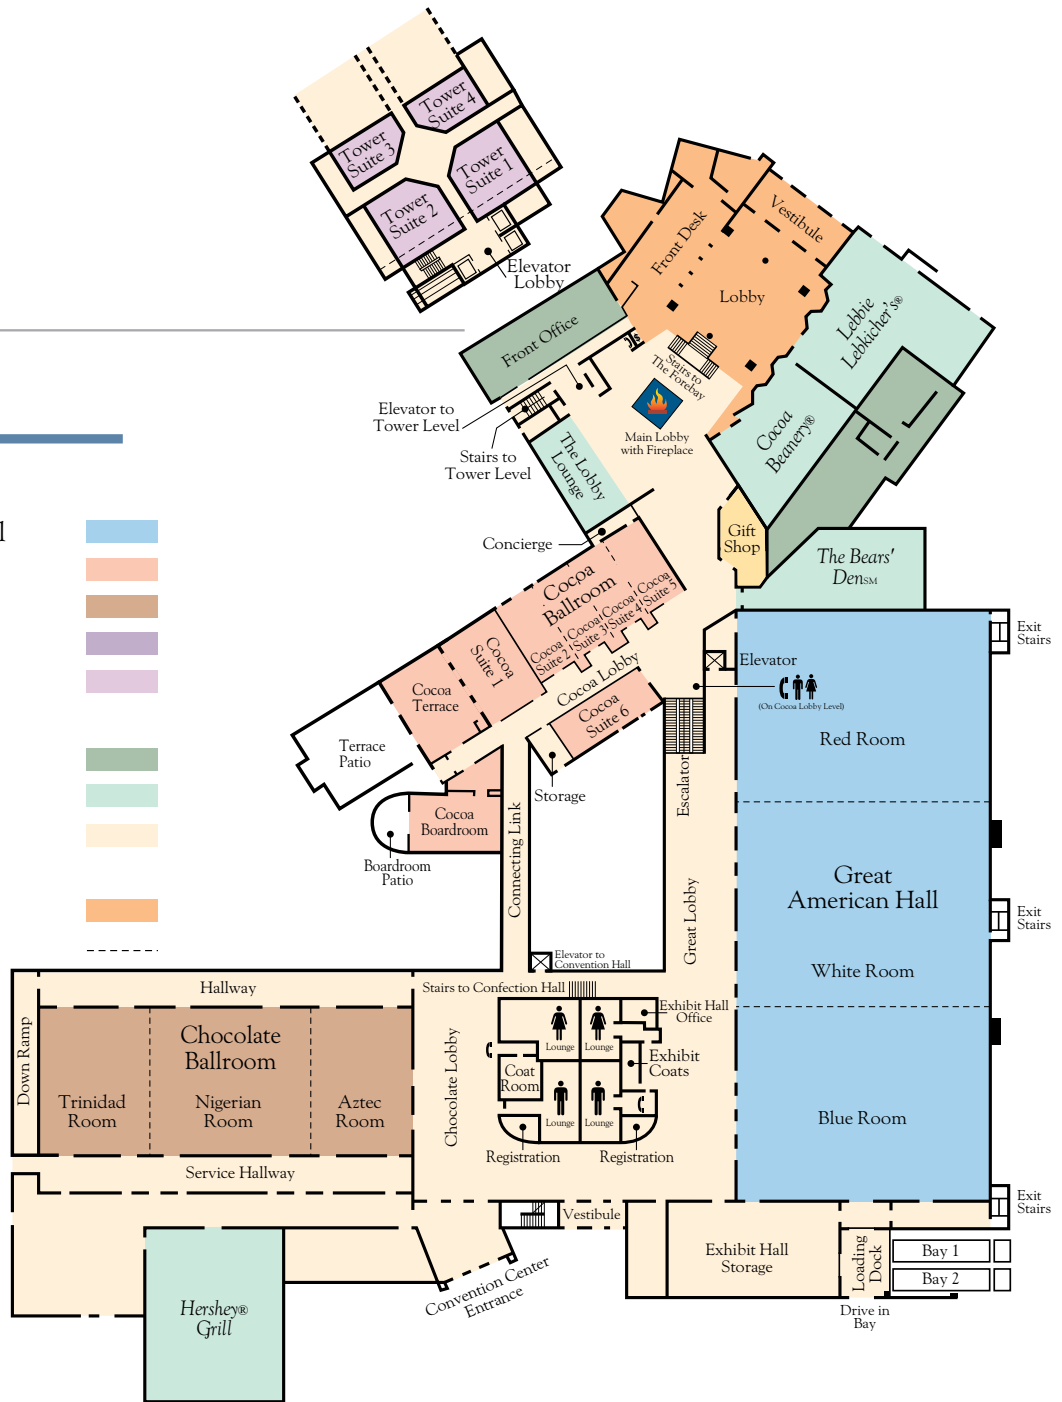 Tower
Suite 4
Tower
Suite 3
Tower
Suite 1
Tower
Suite 2
Elevator
Lobby
Vestibule
Front Desk
Lobby
Lebbie
Lebkicher's®
Front Office
Stairs to
The Forebay
Elevator to
Tower Level
Main Lobby
with Fireplace
Cocoa
Beanery®
Stairs to
Tower Level
The Lobby
Lounge
l
Concierge
Gift
Shop
The Bears'
DenSM
Cocoa
Ballroom
Cocoa
Suite 1
Cocoa
Suite 2
Cocoa
Suite 3
Cocoa
Suite 4
Cocoa
Suite 5
Exit
Stairs
Elevator
(On Cocoa Lobby Level)
Cocoa Lobby
Cocoa
Terrace
Cocoa
Suite 6
Terrace
Patio
Red Room
Storage
Escalator
Cocoa
Boardroom
Boardroom
Patio
Connecting Link
Great Lobby
Great
American Hall
Exit
Stairs
White Room
Elevator to
Convention Hall
Hallway
Stairs to Confection Hall
Exhibit Hall
Office
Down Ramp
Chocolate
Ballroom
Chocolate Lobby
Lounge
Lounge
Exhibit
Coats
Coat
Room
Trinidad
Room
Nigerian
Room
Aztec
Room
Blue Room
Lounge
Lounge
Registration
Registration
Service Hallway
Exit
Stairs
Vestibule
Exhibit Hall
Storage
Loading
Dock
Bay 1
Bay 2
Convention Center
Entrance
Drive in
Bay
Hershey®
Grill